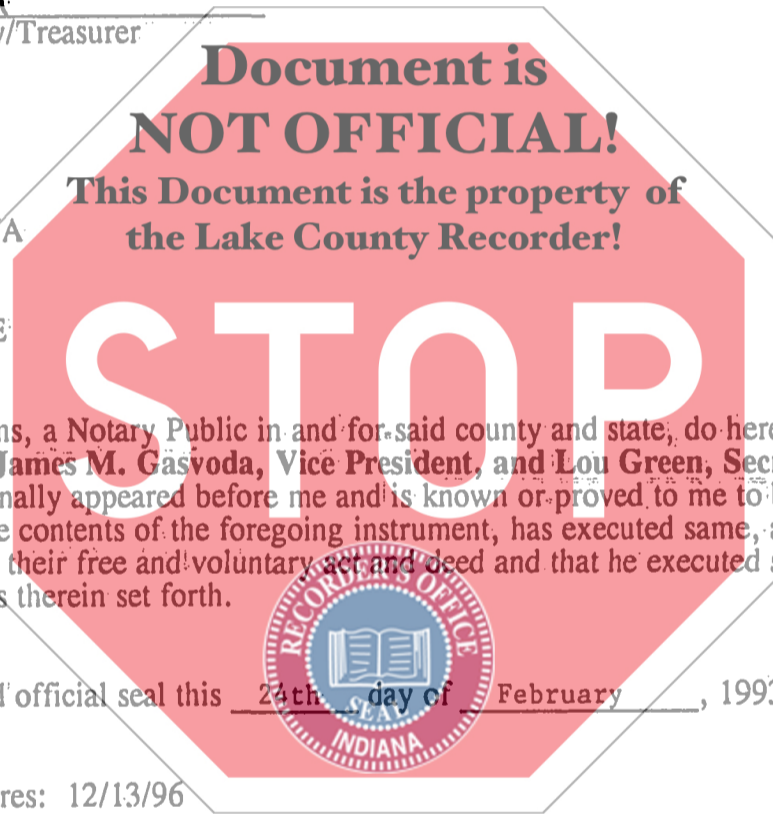 /Treasurer
Document is
NOT OFFICIAL!
This Document is the property of
the Lake County Recorder!
A
STOP
ns, a Notary Public in and for said county and state, do here
James M. Gasvoda, Vice President, and Lou Green, Sec
nally appeared before me and is known or proved to me to
e contents of the foregoing instrument, has executed same,
their free and voluntary act and deed and that he executed
s therein set forth.
RECORDER'S OFFICE
official seal this 24th day of February, 199
SEAL
INDIANA
res: 12/13/96